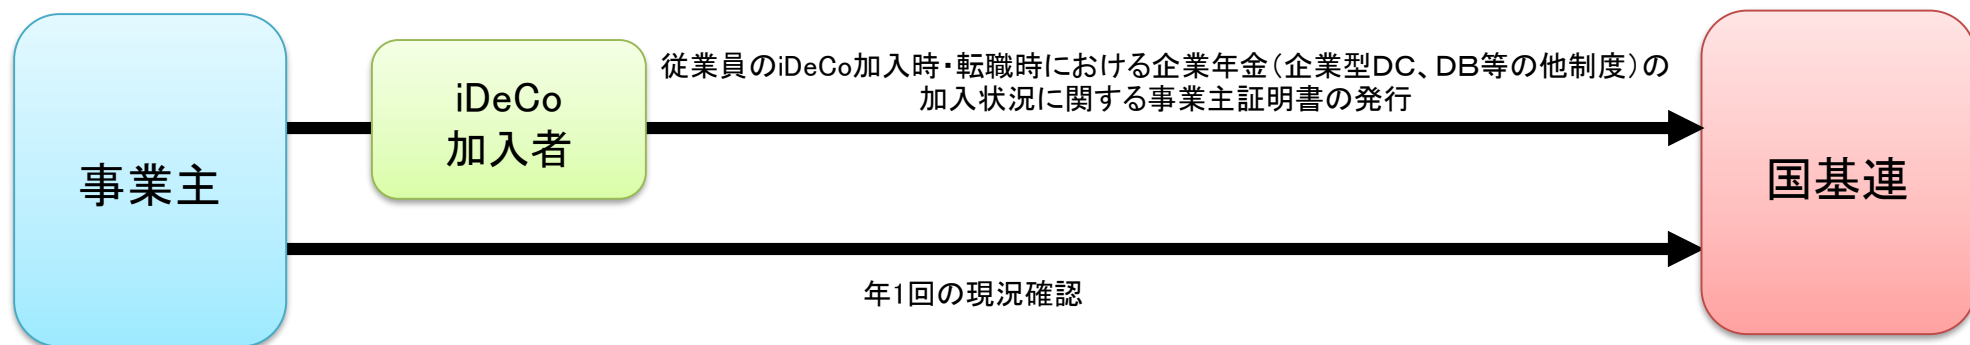 事業主
iDeCo
加入者
従業員のiDeCo加入時・転職時における企業年金（企業型ＤＣ、ＤＢ等の他制度）の
加入状況に関する事業主証明書の発行
国基連
年1回の現況確認